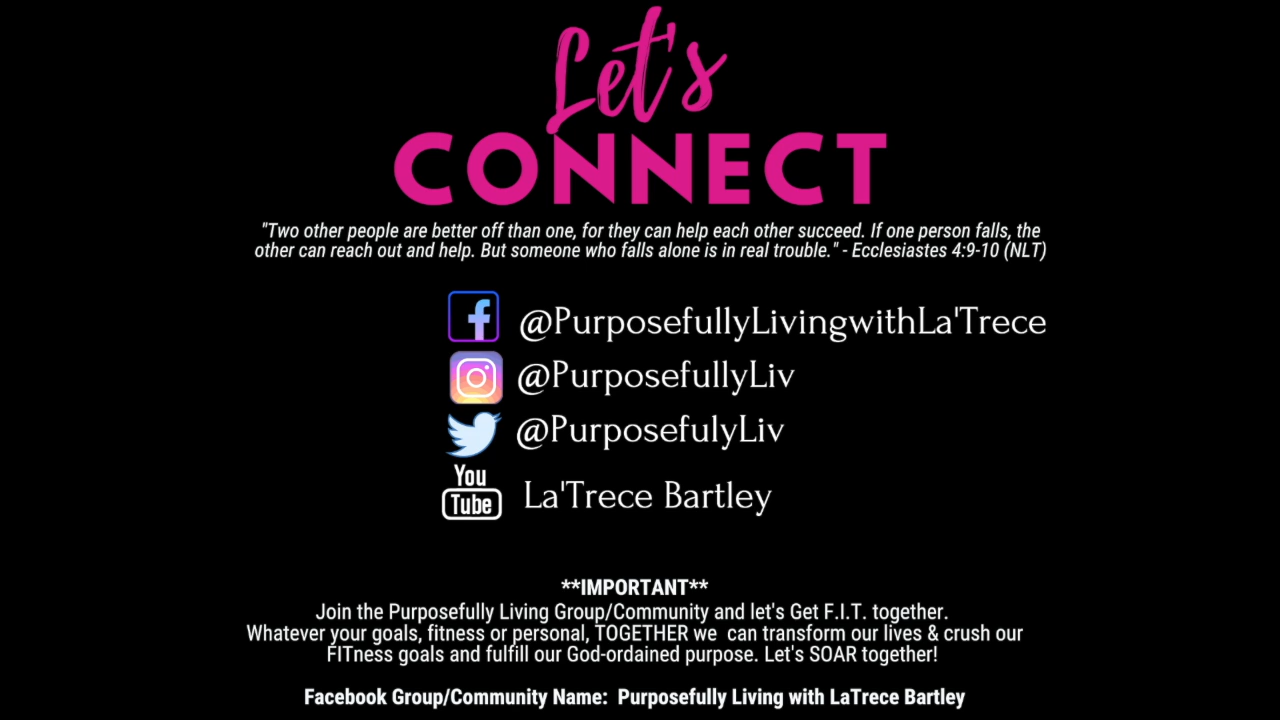 Let's
CONNECT
"Two other people are better off than one, for they can help each other succeed. If one person falls, the
other can reach out and help. But someone who falls alone is in real trouble." - Ecclesiastes 4:9-10 (NLT)
@PurposefullyLivingwithLa'Trece
@PurposefullyLiv
@PurposefulyLiv
You
Tube
La'Trece Bartley
**IMPORTANT**
Join the Purposefully Living Group/Community and let's Get F.I.T. together.
Whatever your goals, fitness or personal, TOGETHER we can transform our lives & crush our
FITness goals and fulfill our God-ordained purpose. Let's SOAR together!
Facebook Group/Community Name: Purposefully Living with LaTrece Bartley